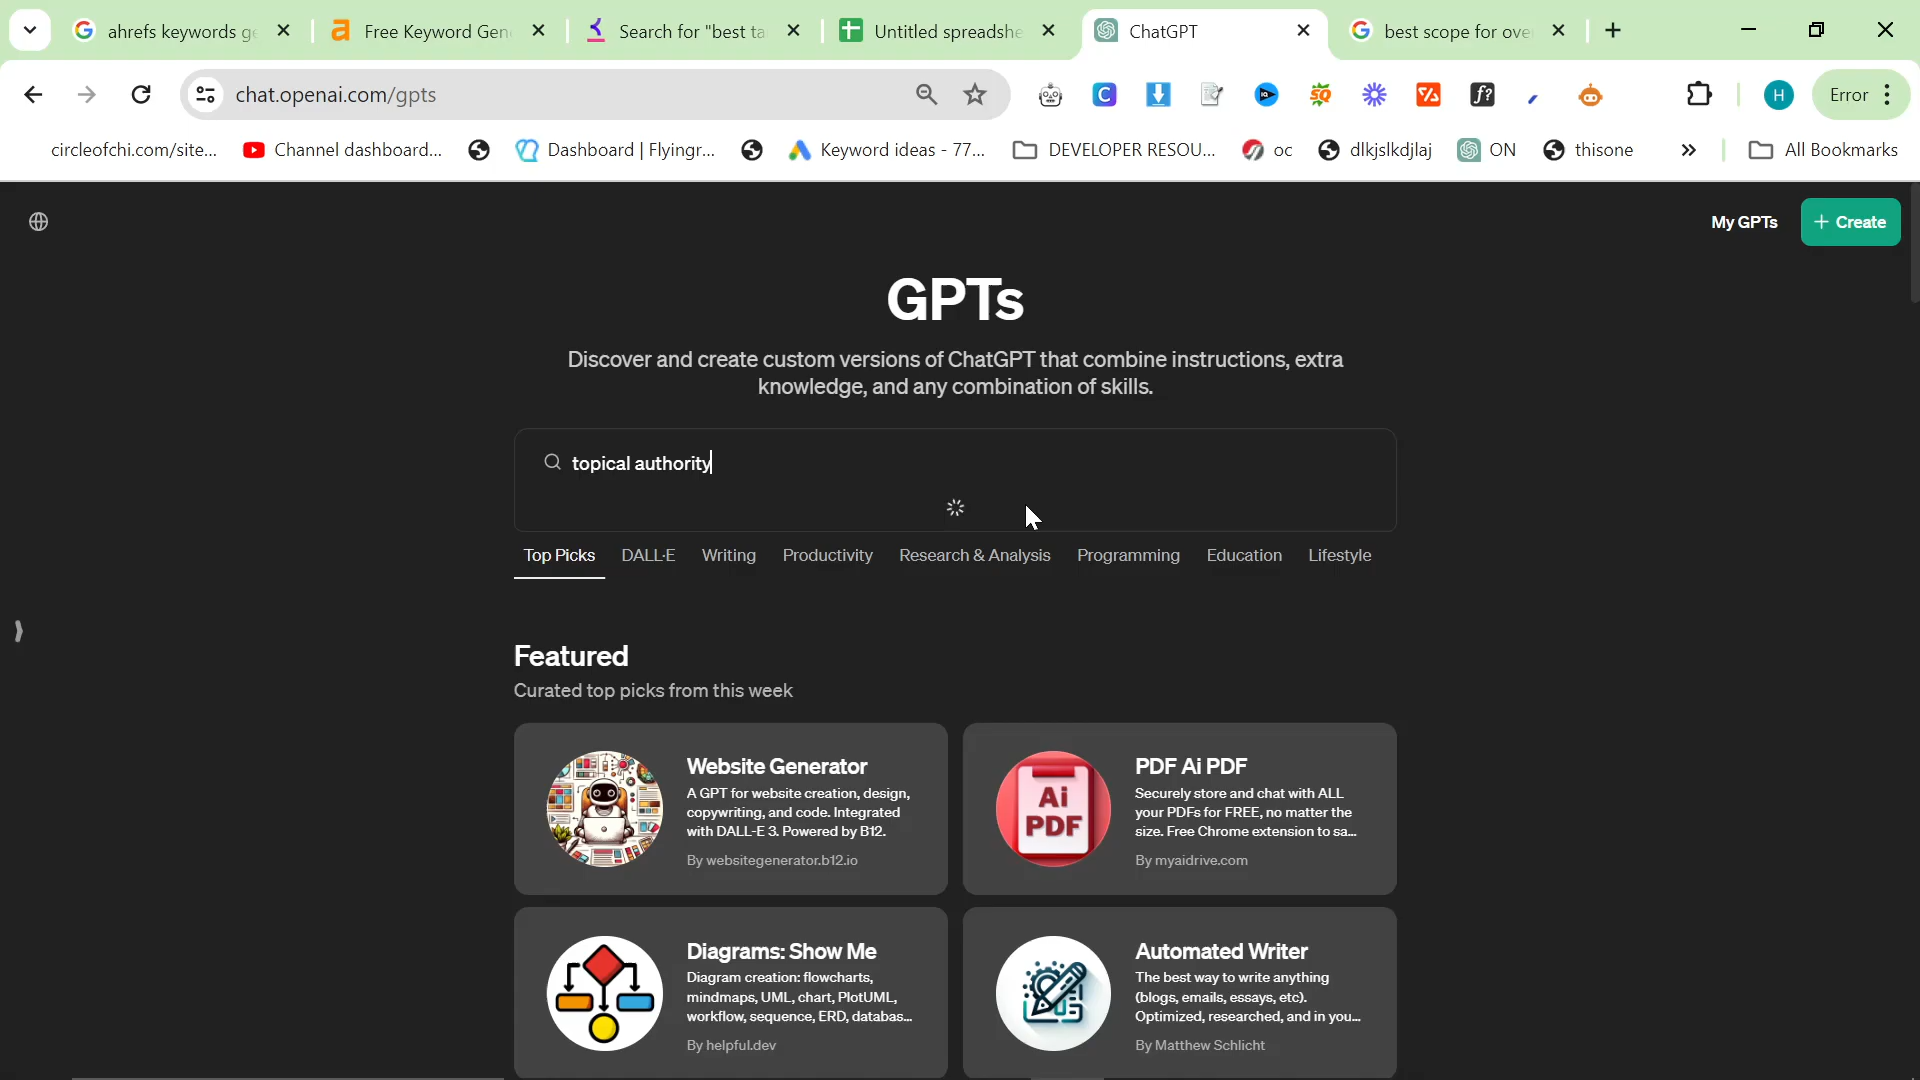 ahrefs keywords ge
Free Keyword Gen
Search for "best ta
Untitled spreadshe
ChatGPT
best scope for ove
chat.openai.com/gpts
H
Error
circleofchi.com/site...
Channel dashboard...
Dashboard | Flyingr...
Keyword ideas - 77...
DEVELOPER RESOU...
oc
dlkjslkdjlaj
ON
thisone
»
All Bookmarks
My GPTs
+ Create
GPTs
Discover and create custom versions of ChatGPT that combine instructions, extra
knowledge, and any combination of skills.
topical authority
Top Picks
DALL·E
Writing
Productivity
Research & Analysis
Programming
Education
Lifestyle
Featured
Curated top picks from this week
Website Generator
A GPT for website creation, design,
copywriting, and code. Integrated
with DALL-E 3. Powered by B12.
By websitegenerator.b12.io
Ai
PDF
PDF Ai PDF
Securely store and chat with ALL
your PDFs for FREE, no matter the
size. Free Chrome extension to sa...
By myaidrive.com
Diagrams: Show Me
Diagram creation: flowcharts,
mindmaps, UML, chart, PlotUML,
workflow, sequence, ERD, databas...
By helpful.dev
Automated Writer
The best way to write anything
(blogs, emails, essays, etc).
Optimized, researched, and in you...
By Matthew Schlicht